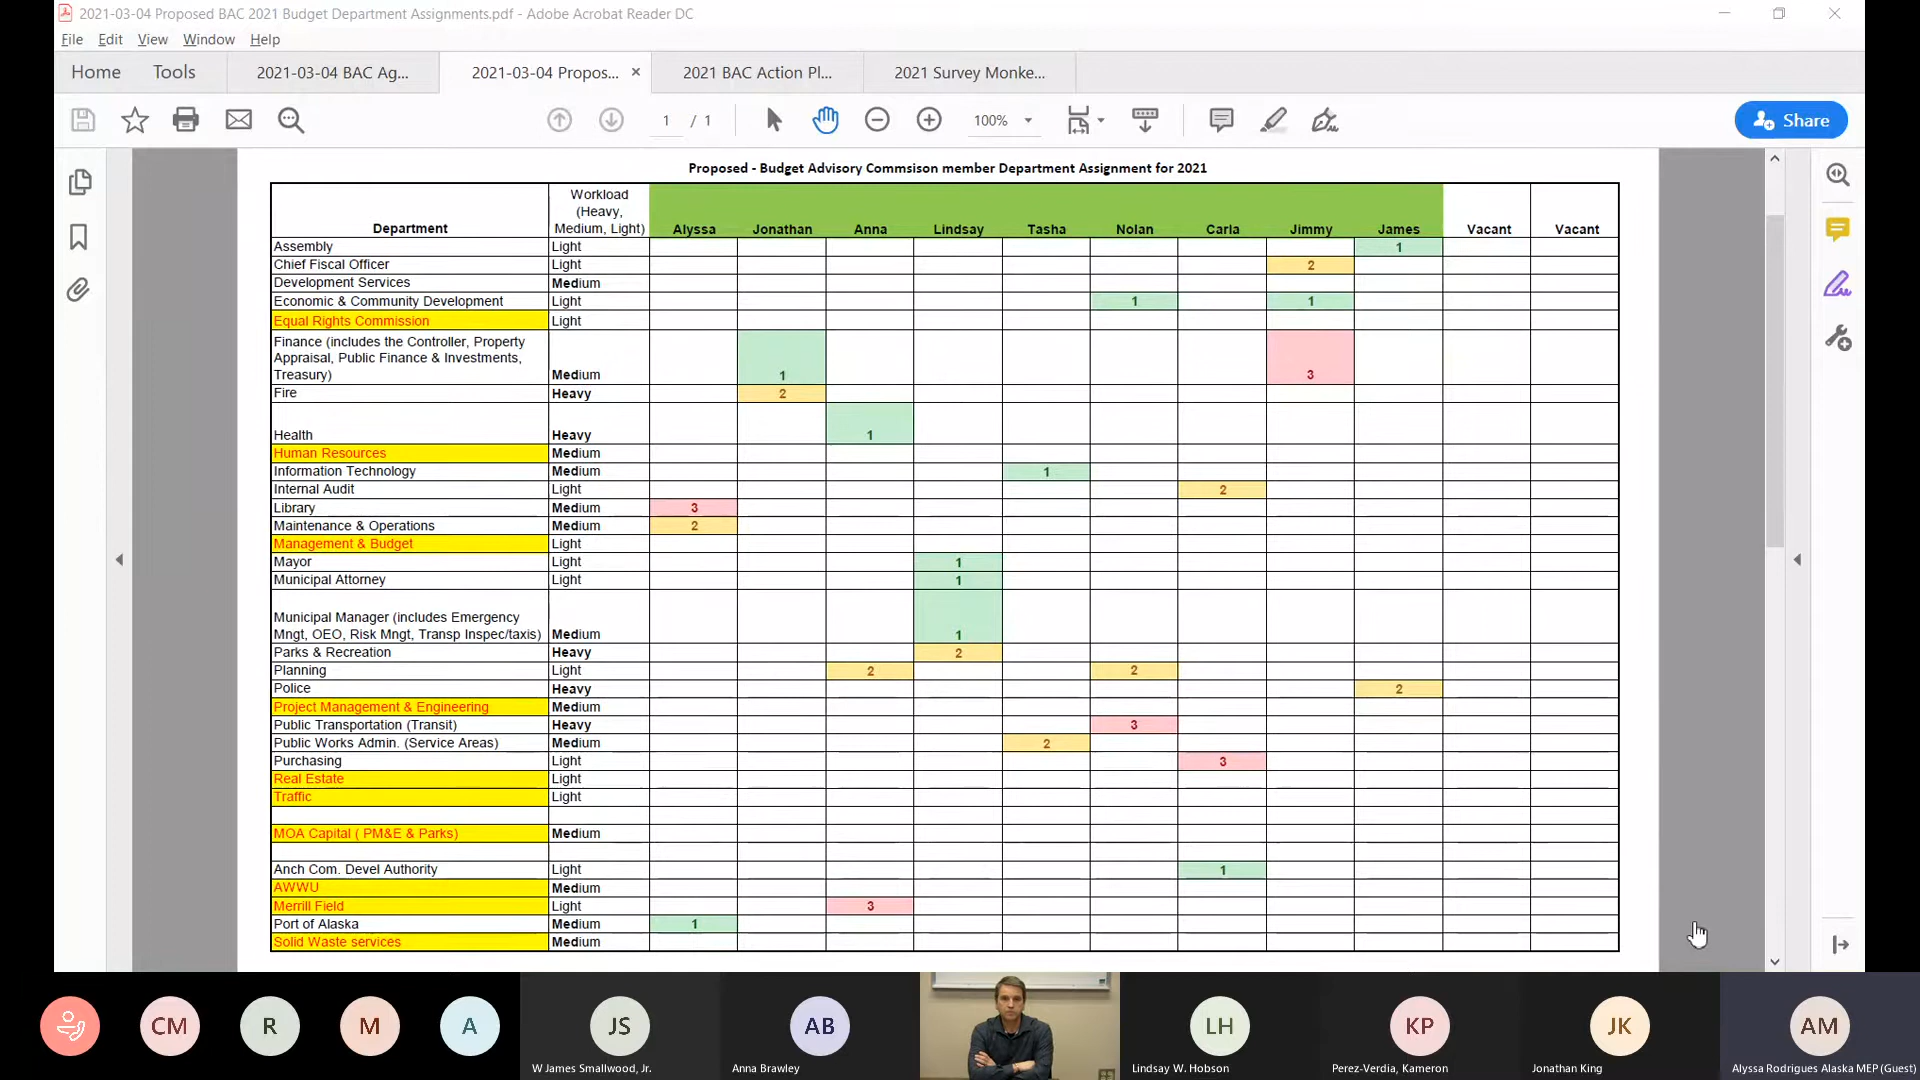 2021-03-04 Proposed BAC 2021 Budget Department Assignments.pdf - Adobe Acrobat Reader DC
File Edit View Window Help
Home Tools 2021-03-04 BAC Ag... 2021-03-04 Propos... × 2021 BAC Action Pl... 2021 Survey Monke...
1 / 1 100% Share
Proposed - Budget Advisory Commsison member Department Assignment for 2021
Department Workload (Heavy, Medium, Light) Alyssa Jonathan Anna Lindsay Tasha Nolan Carla Jimmy James Vacant Vacant
Assembly Light 1
Chief Fiscal Officer Light 2
Development Services Medium
Economic & Community Development Light 1 1
Equal Rights Commission Light
Finance (includes the Controller, Property
Appraisal, Public Finance & Investments,
Treasury) Medium 1 3
Fire Heavy 2
Health Heavy 1
Human Resources Medium
Information Technology Medium 1
Internal Audit Light 2
Library Medium 3
Maintenance & Operations Medium 2
Management & Budget Light
Mayor Light 1
Municipal Attorney Light 1
Municipal Manager (includes Emergency
Mngt, OEO, Risk Mngt, Transp Inspec/taxis) Medium 1
Parks & Recreation Heavy 2
Planning Light 2 2
Police Heavy 2
Project Management & Engineering Medium
Public Transportation (Transit) Heavy 3
Public Works Admin. (Service Areas) Medium 2
Purchasing Light 3
Real Estate Light
Traffic Light
MOA Capital ( PM&E & Parks) Medium
Anch Com. Devel Authority Light 1
AWWU Medium
Merrill Field Light 3
Port of Alaska Medium 1
Solid Waste services Medium
CM R M A JS AB LH KP JK AM
W James Smallwood, Jr. Anna Brawley Lindsay W. Hobson Perez-Verdia, Kameron Jonathan King Alyssa Rodrigues Alaska MEP (Guest)